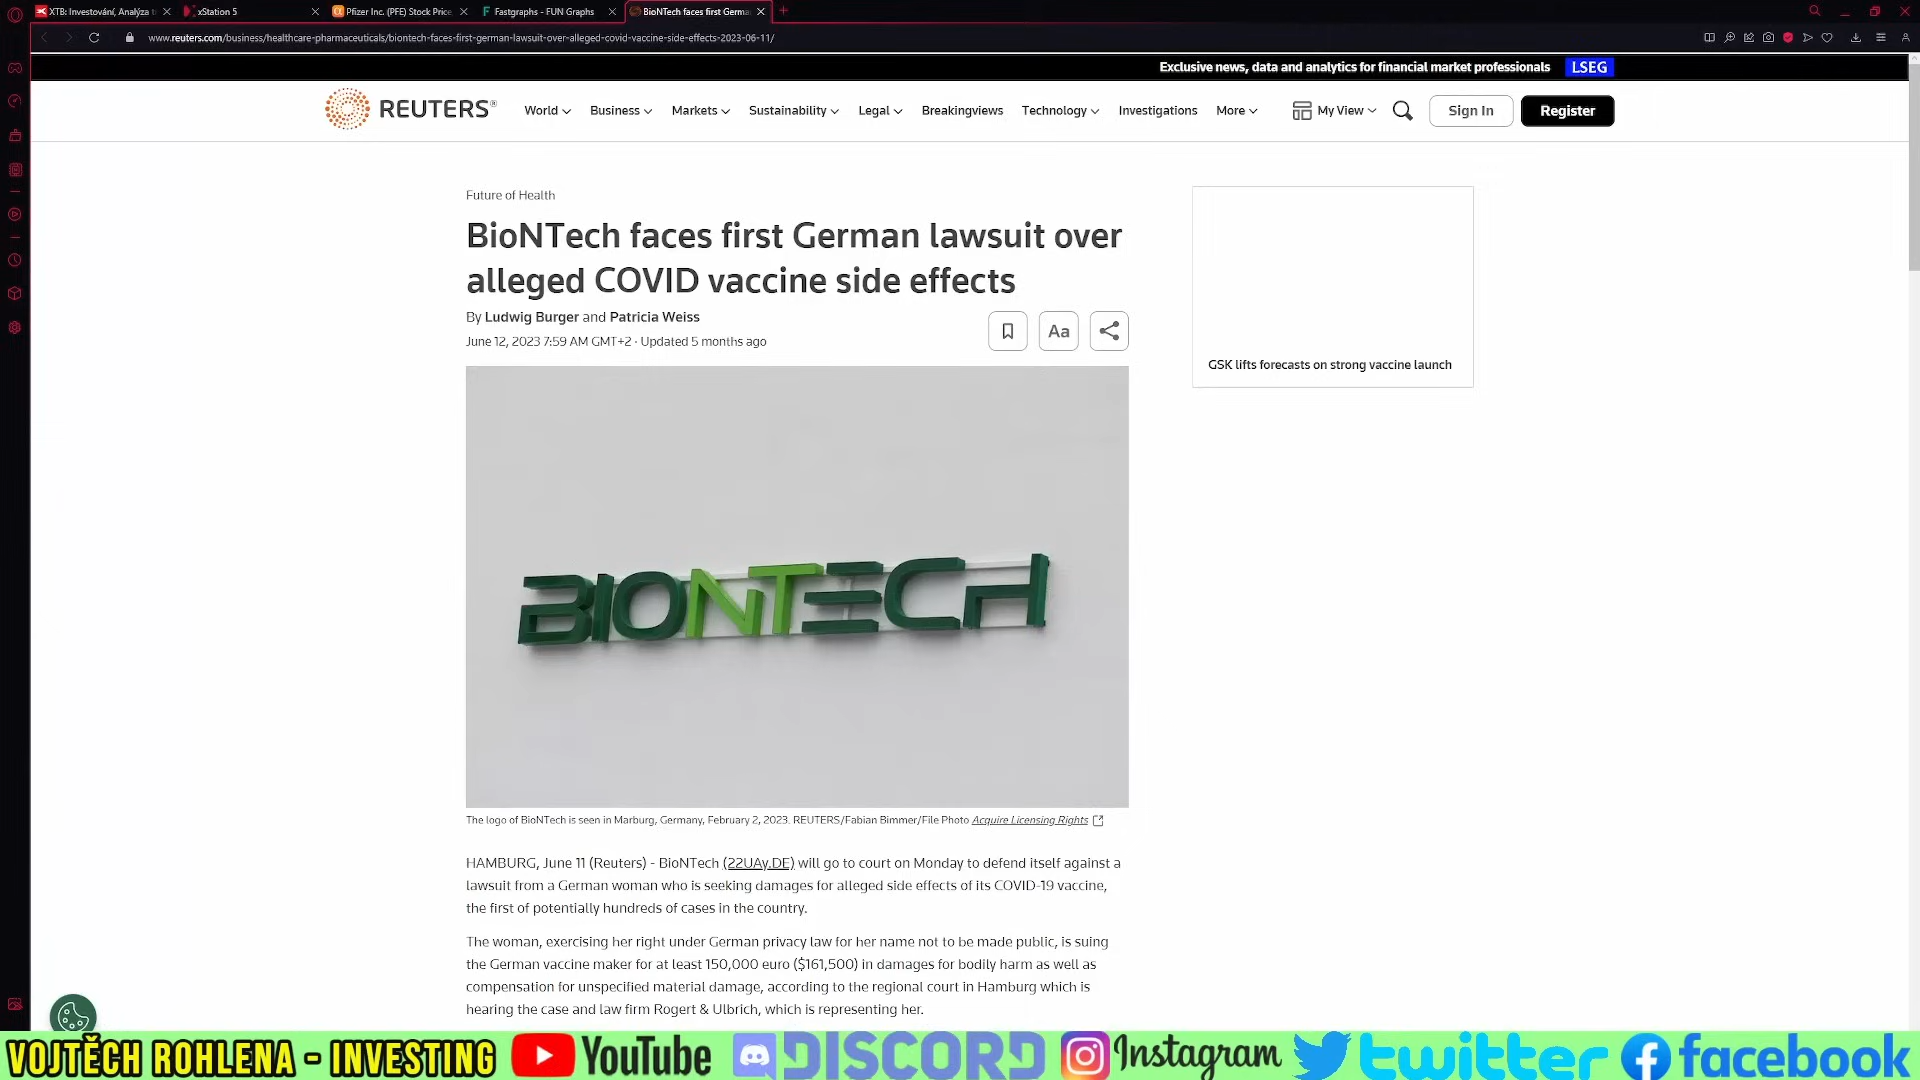 XTB: Investování, Analýza t
xStation 5
Pfizer Inc. (PFE) Stock Price
Fastgraphs - FUN Graphs
BioNTech faces first Germa
www.reuters.com/business/healthcare-pharmaceuticals/biontech-faces-first-german-lawsuit-over-alleged-covid-vaccine-side-effects-2023-06-11/
Exclusive news, data and analytics for financial market professionals LSEG
REUTERS®
World Business Markets Sustainability Legal Breakingviews Technology Investigations More
My View
Sign In
Register
Future of Health
BioNTech faces first German lawsuit over
alleged COVID vaccine side effects
By Ludwig Burger and Patricia Weiss
June 12, 2023 7:59 AM GMT+2 · Updated 5 months ago
Aa
GSK lifts forecasts on strong vaccine launch
BIONTECH
The logo of BioNTech is seen in Marburg, Germany, February 2, 2023. REUTERS/Fabian Bimmer/File Photo Acquire Licensing Rights
HAMBURG, June 11 (Reuters) - BioNTech (22UAy.DE) will go to court on Monday to defend itself against a
lawsuit from a German woman who is seeking damages for alleged side effects of its COVID-19 vaccine,
the first of potentially hundreds of cases in the country.
The woman, exercising her right under German privacy law for her name not to be made public, is suing
the German vaccine maker for at least 150,000 euro ($161,500) in damages for bodily harm as well as
compensation for unspecified material damage, according to the regional court in Hamburg which is
hearing the case and law firm Rogert & Ulbrich, which is representing her.
VOJTĚCH ROHLENA - INVESTING YouTube DISCORD Instagram twitter facebook